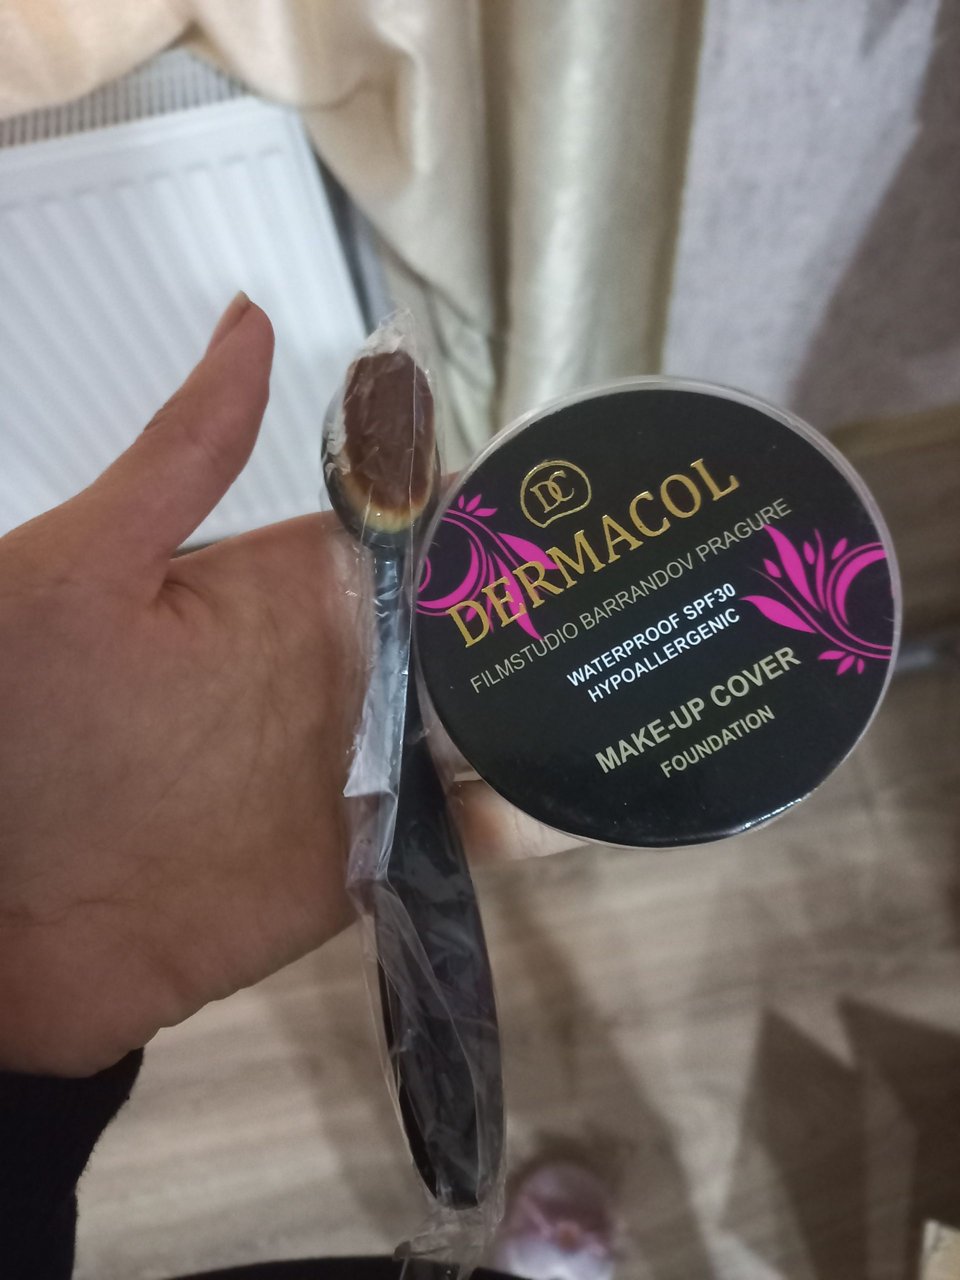 DC
DERMACOL
FILMSTUDIO BARRANDOV PRAGURE
WATERPROOF SPF30
HYPOALLERGENIC
MAKE-UP COVER
FOUNDATION